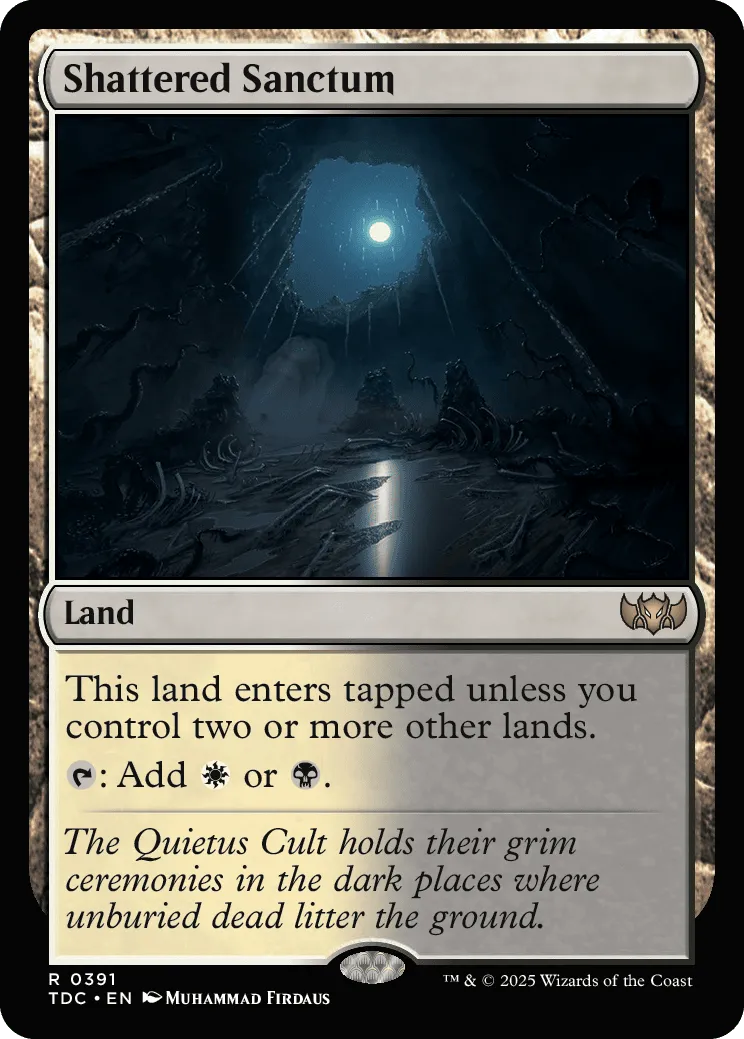 Shattered Sanctum
Land
This land enters tapped unless you
control two or more other lands.
: Add or .
The Quietus Cult holds their grim
ceremonies in the dark places where
unburied dead litter the ground.
R 0391
TDC • EN Muhammad Firdaus
™ & © 2025 Wizards of the Coast